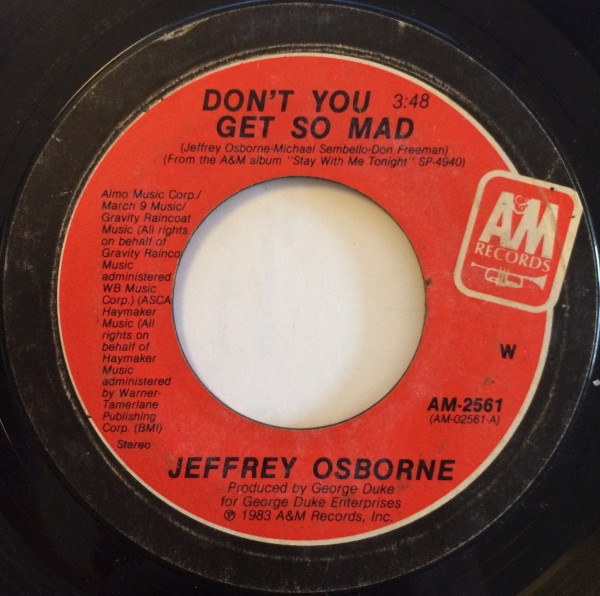 DON'T YOU 3:48
GET SO MAD
(Jeffrey Osborne-Michael Sembello-Don Freeman)
(From the A&M album "Stay With Me Tonight" SP-4940)
Almo Music Corp./
March 9 Music/
Gravity Raincoat
Music (All rights
on behalf of
Gravity Rainco
Music
administered
WB Music
Corp.) (ASCA
Haymaker
Music (All
rights on
behalf of
Haymaker
Music
administered
by Warner-
Tamerlane
Publishing
Corp. (BMI)
Stereo
A&M
RECORDS
W
AM-2561
(AM-02561-A)
JEFFREY OSBORNE
Produced by George Duke
for George Duke Enterprises
℗ 1983 A&M Records, Inc.